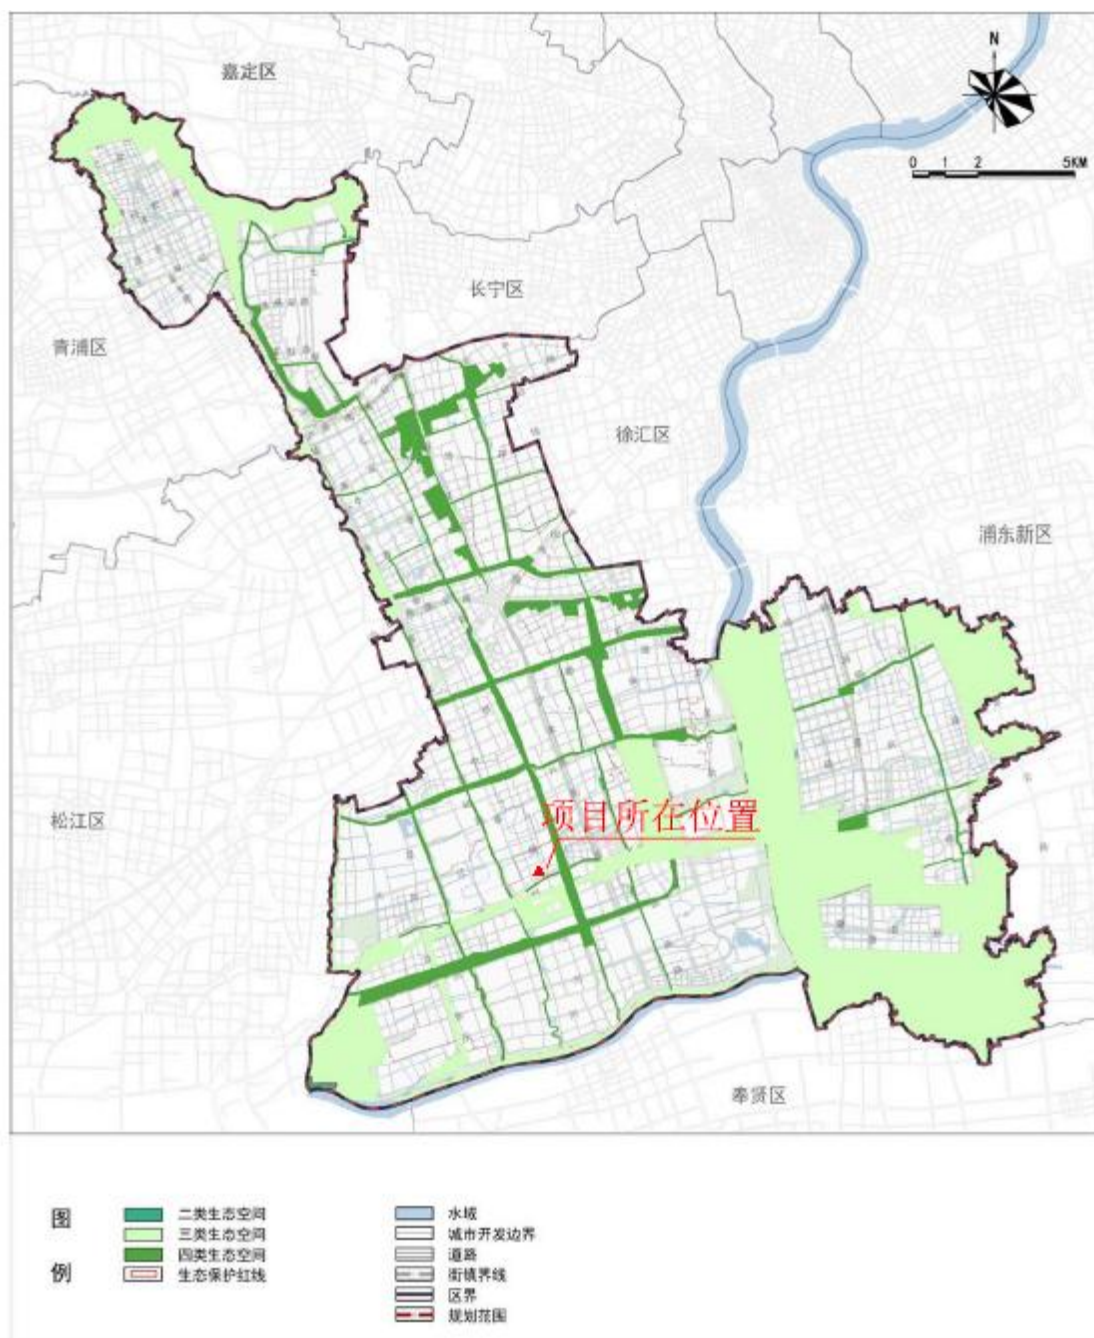 嘉定区
N
0 1 2 5KM
长宁区
青浦区
徐汇区
浦东新区
项目所在位置
松江区
奉贤区
图例
二类生态空间
三类生态空间
四类生态空间
生态保护红线
水域
城市开发边界
道路
街镇界线
区界
规划范围